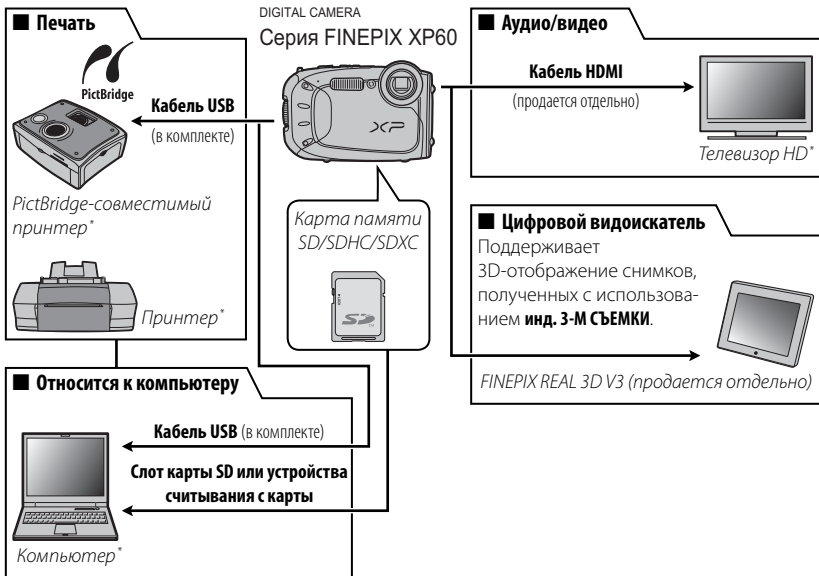 ■ Печать
PictBridge
Кабель USB
(в комплекте)
PictBridge-совместимый
принтер*
Принтер*
DIGITAL CAMERA
Серия FINEPIX XP60
XP
Карта памяти
SD/SDHC/SDXC
SD
■ Аудио/видео
Кабель HDMI
(продается отдельно)
Телевизор HD*
■ Цифровой видоискатель
Поддерживает
3D-отображение снимков,
полученных с использова-
нием инд. 3-М СЪЕМКИ.
FINEPIX REAL 3D V3 (продается отдельно)
■ Относится к компьютеру
Кабель USB (в комплекте)
Слот карты SD или устройства
считывания с карты
Компьютер*